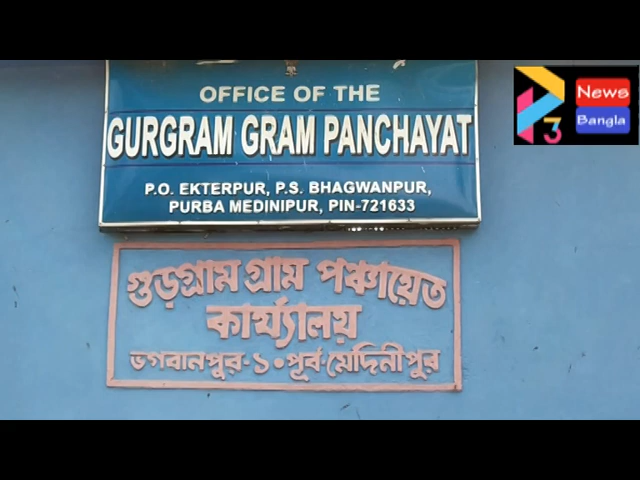 OFFICE OF THE
GURGRAM GRAM PANCHAYAT
P.O. EKTERPUR, P.S. BHAGWANPUR,
PURBA MEDINIPUR, PIN-721633
গুড়গ্রাম গ্রাম পঞ্চায়েত
কার্য্যালয়
ভগবানপুর-১•পূর্ব-মেদিনীপুর
3 News
Bangla